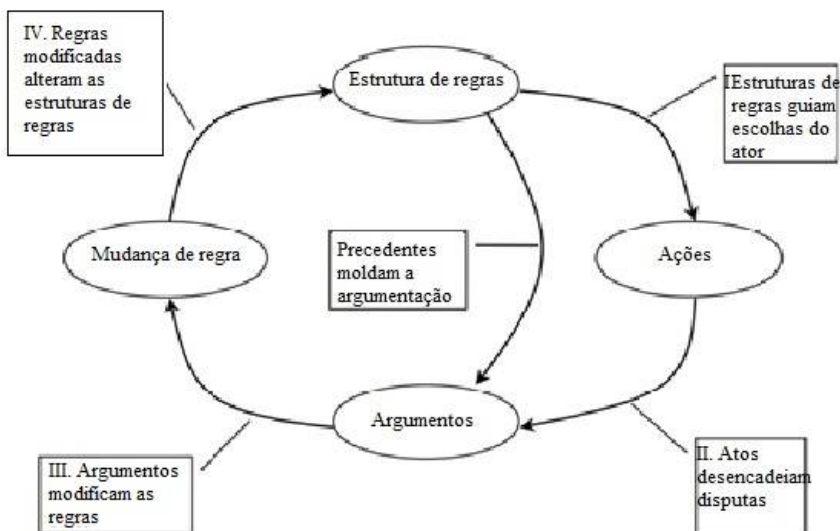 IV. Regras
modificadas
alteram as
estruturas de
regras
Estrutura de regras
IEstruturas de
regras guiam
escolhas do
ator
Mudança de regra
Precedentes
moldam a
argumentação
Ações
Argumentos
III. Argumentos
modificam as
regras
II. Atos
desencadeiam
disputas